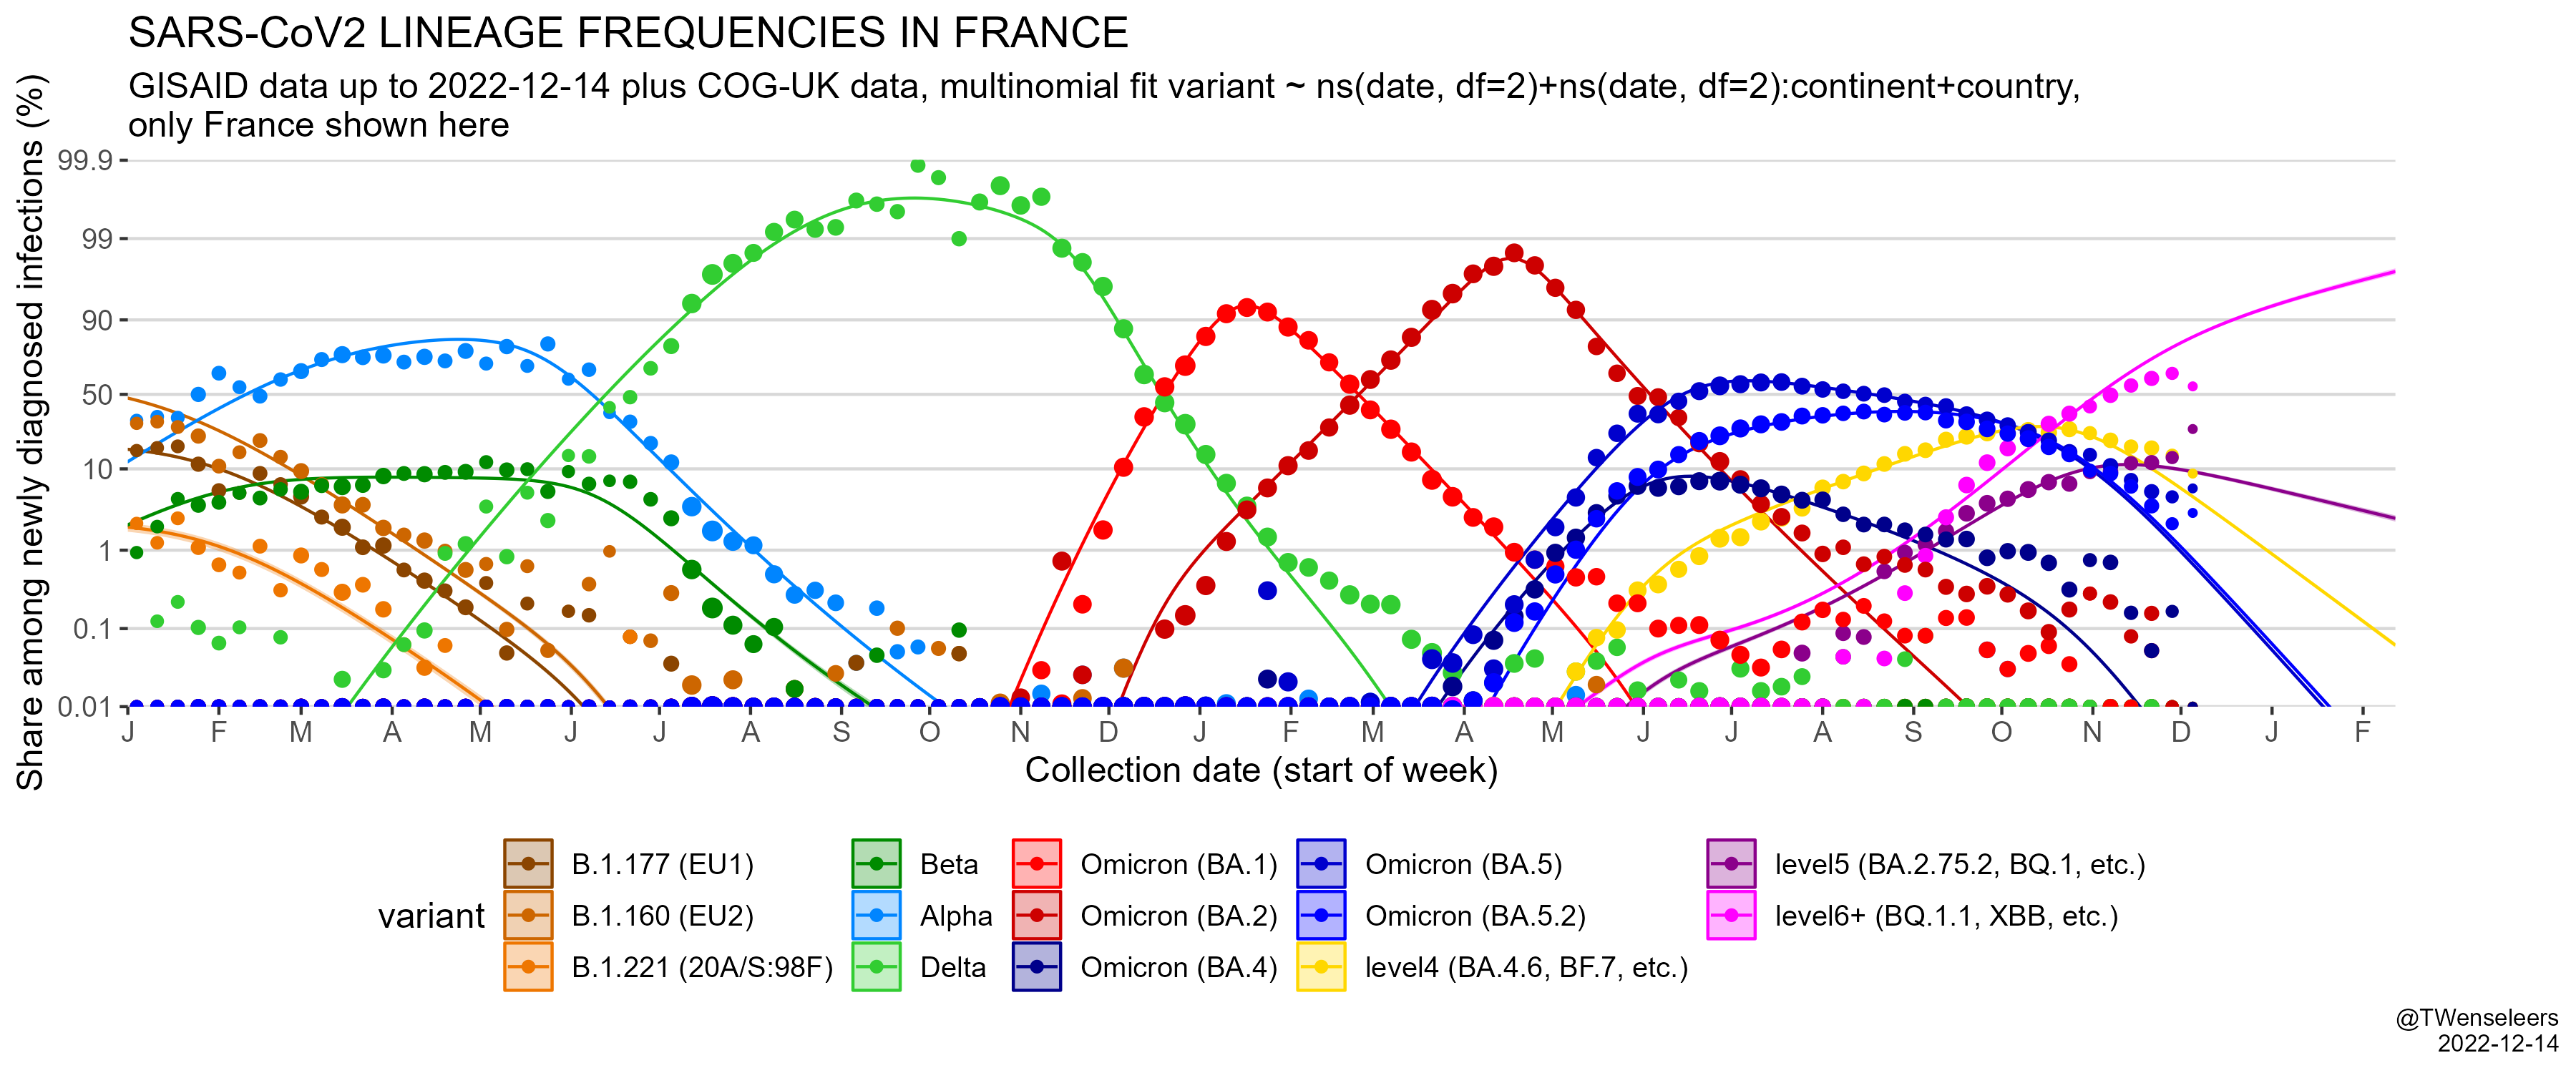 SARS-CoV2 LINEAGE FREQUENCIES IN FRANCE
GISAID data up to 2022-12-14 plus COG-UK data, multinomial fit variant ~ ns(date, df=2)+ns(date, df=2):continent+country,
only France shown here
Share among newly diagnosed infections (%)
99.9
99
90
50
10
1
0.1
0.01
J F M A M J J A S O N D J F M A M J J A S O N D J F
Collection date (start of week)
variant
B.1.177 (EU1)
B.1.160 (EU2)
B.1.221 (20A/S:98F)
Beta
Alpha
Delta
Omicron (BA.1)
Omicron (BA.2)
Omicron (BA.4)
Omicron (BA.5)
Omicron (BA.5.2)
level4 (BA.4.6, BF.7, etc.)
level5 (BA.2.75.2, BQ.1, etc.)
level6+ (BQ.1.1, XBB, etc.)
@TWenseleers
2022-12-14